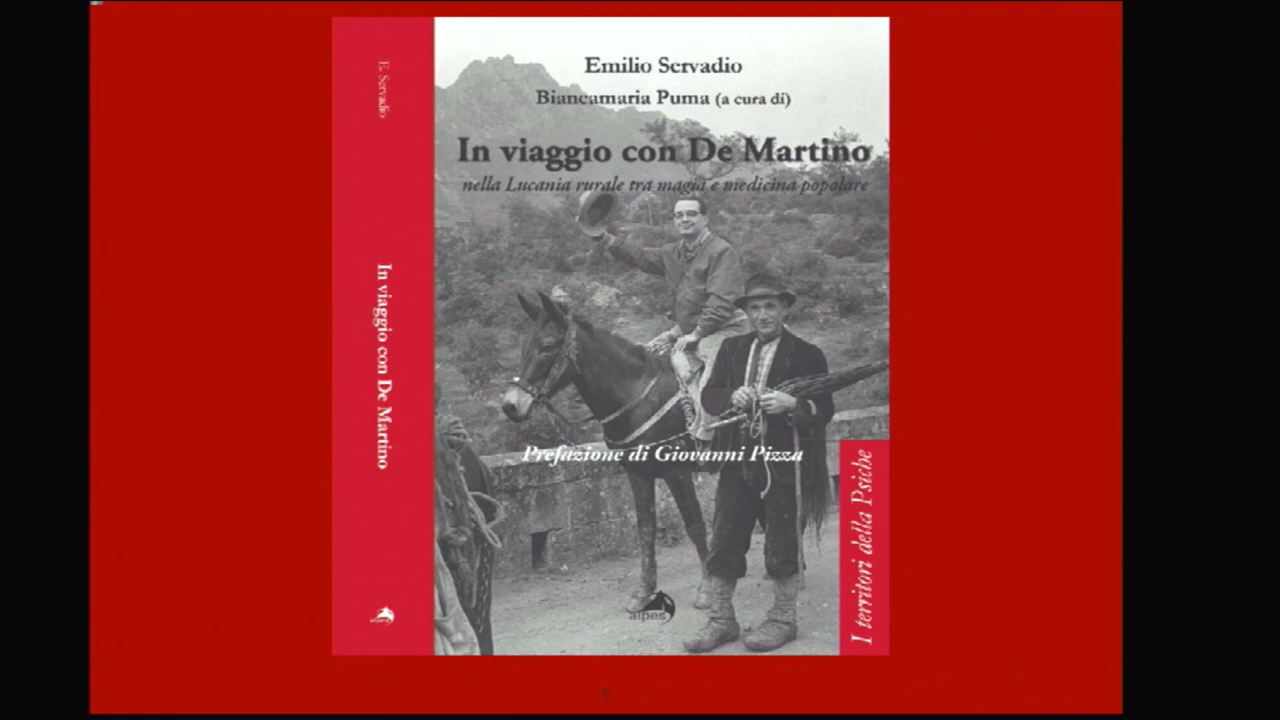 E. Servadio
In viaggio con De Martino
Emilio Servadio
Biancamaria Puma (a cura di)
In viaggio con De Martino
nella Lucania rurale tra magia e medicina popolare
Prefazione di Giovanni Pizza
alpes
I territori della Psiche